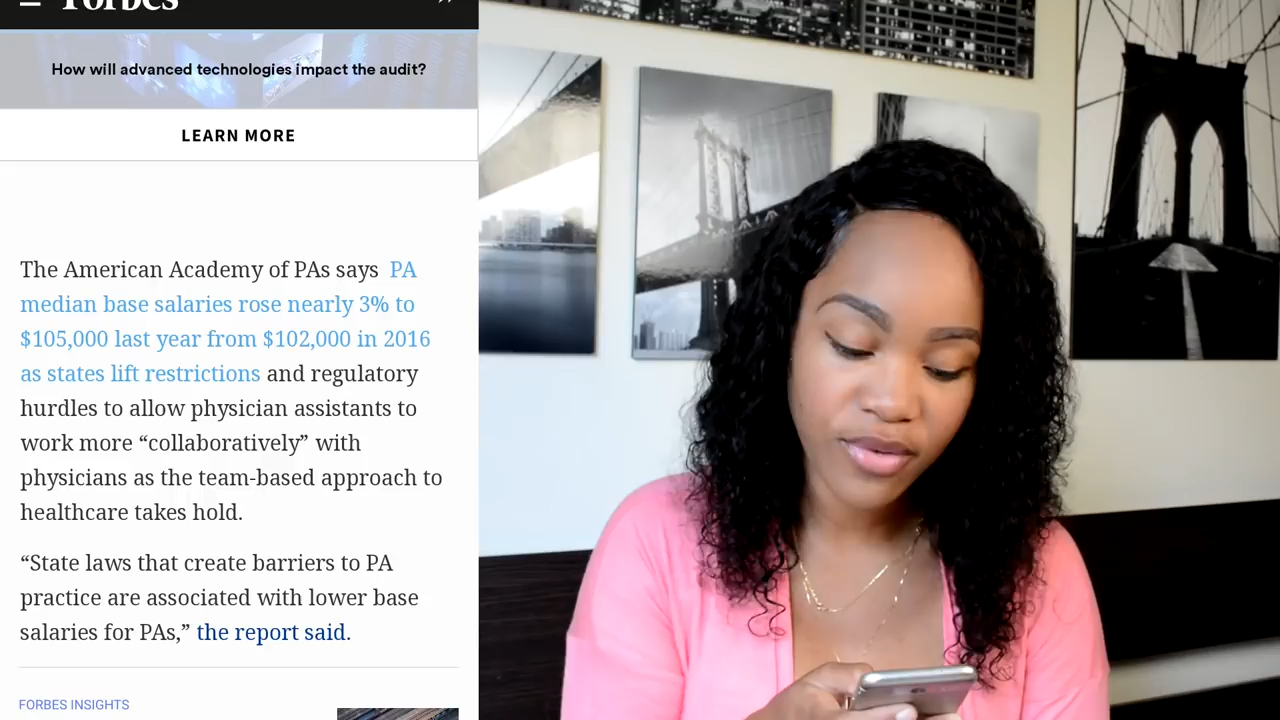 Forbes
How will advanced technologies impact the audit?
LEARN MORE
The American Academy of PAs says PA
median base salaries rose nearly 3% to
$105,000 last year from $102,000 in 2016
as states lift restrictions and regulatory
hurdles to allow physician assistants to
work more “collaboratively” with
physicians as the team-based approach to
healthcare takes hold.
“State laws that create barriers to PA
practice are associated with lower base
salaries for PAs,” the report said.
FORBES INSIGHTS